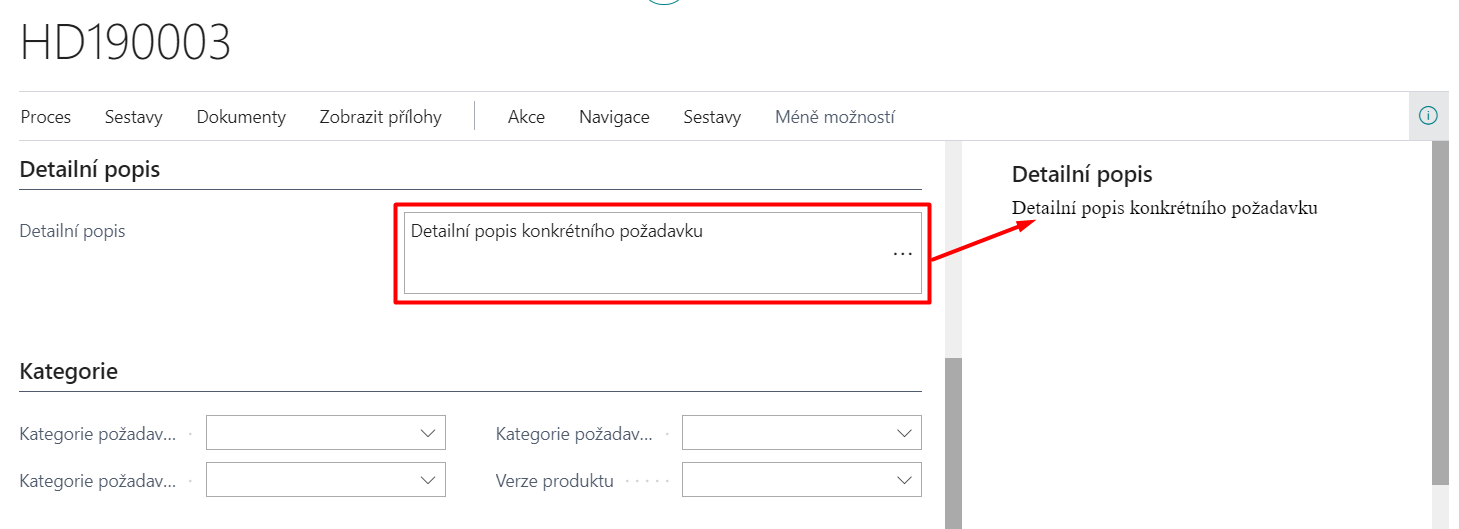 HD190003
Proces Sestavy Dokumenty Zobrazit přílohy Akce Navigace Sestavy Méně možností
Detailní popis
Detailní popis
Detailní popis konkrétního požadavku
...
Kategorie
Kategorie požadav...
Kategorie požadav...
Kategorie požadav...
Verze produktu
Detailní popis
Detailní popis konkrétního požadavku